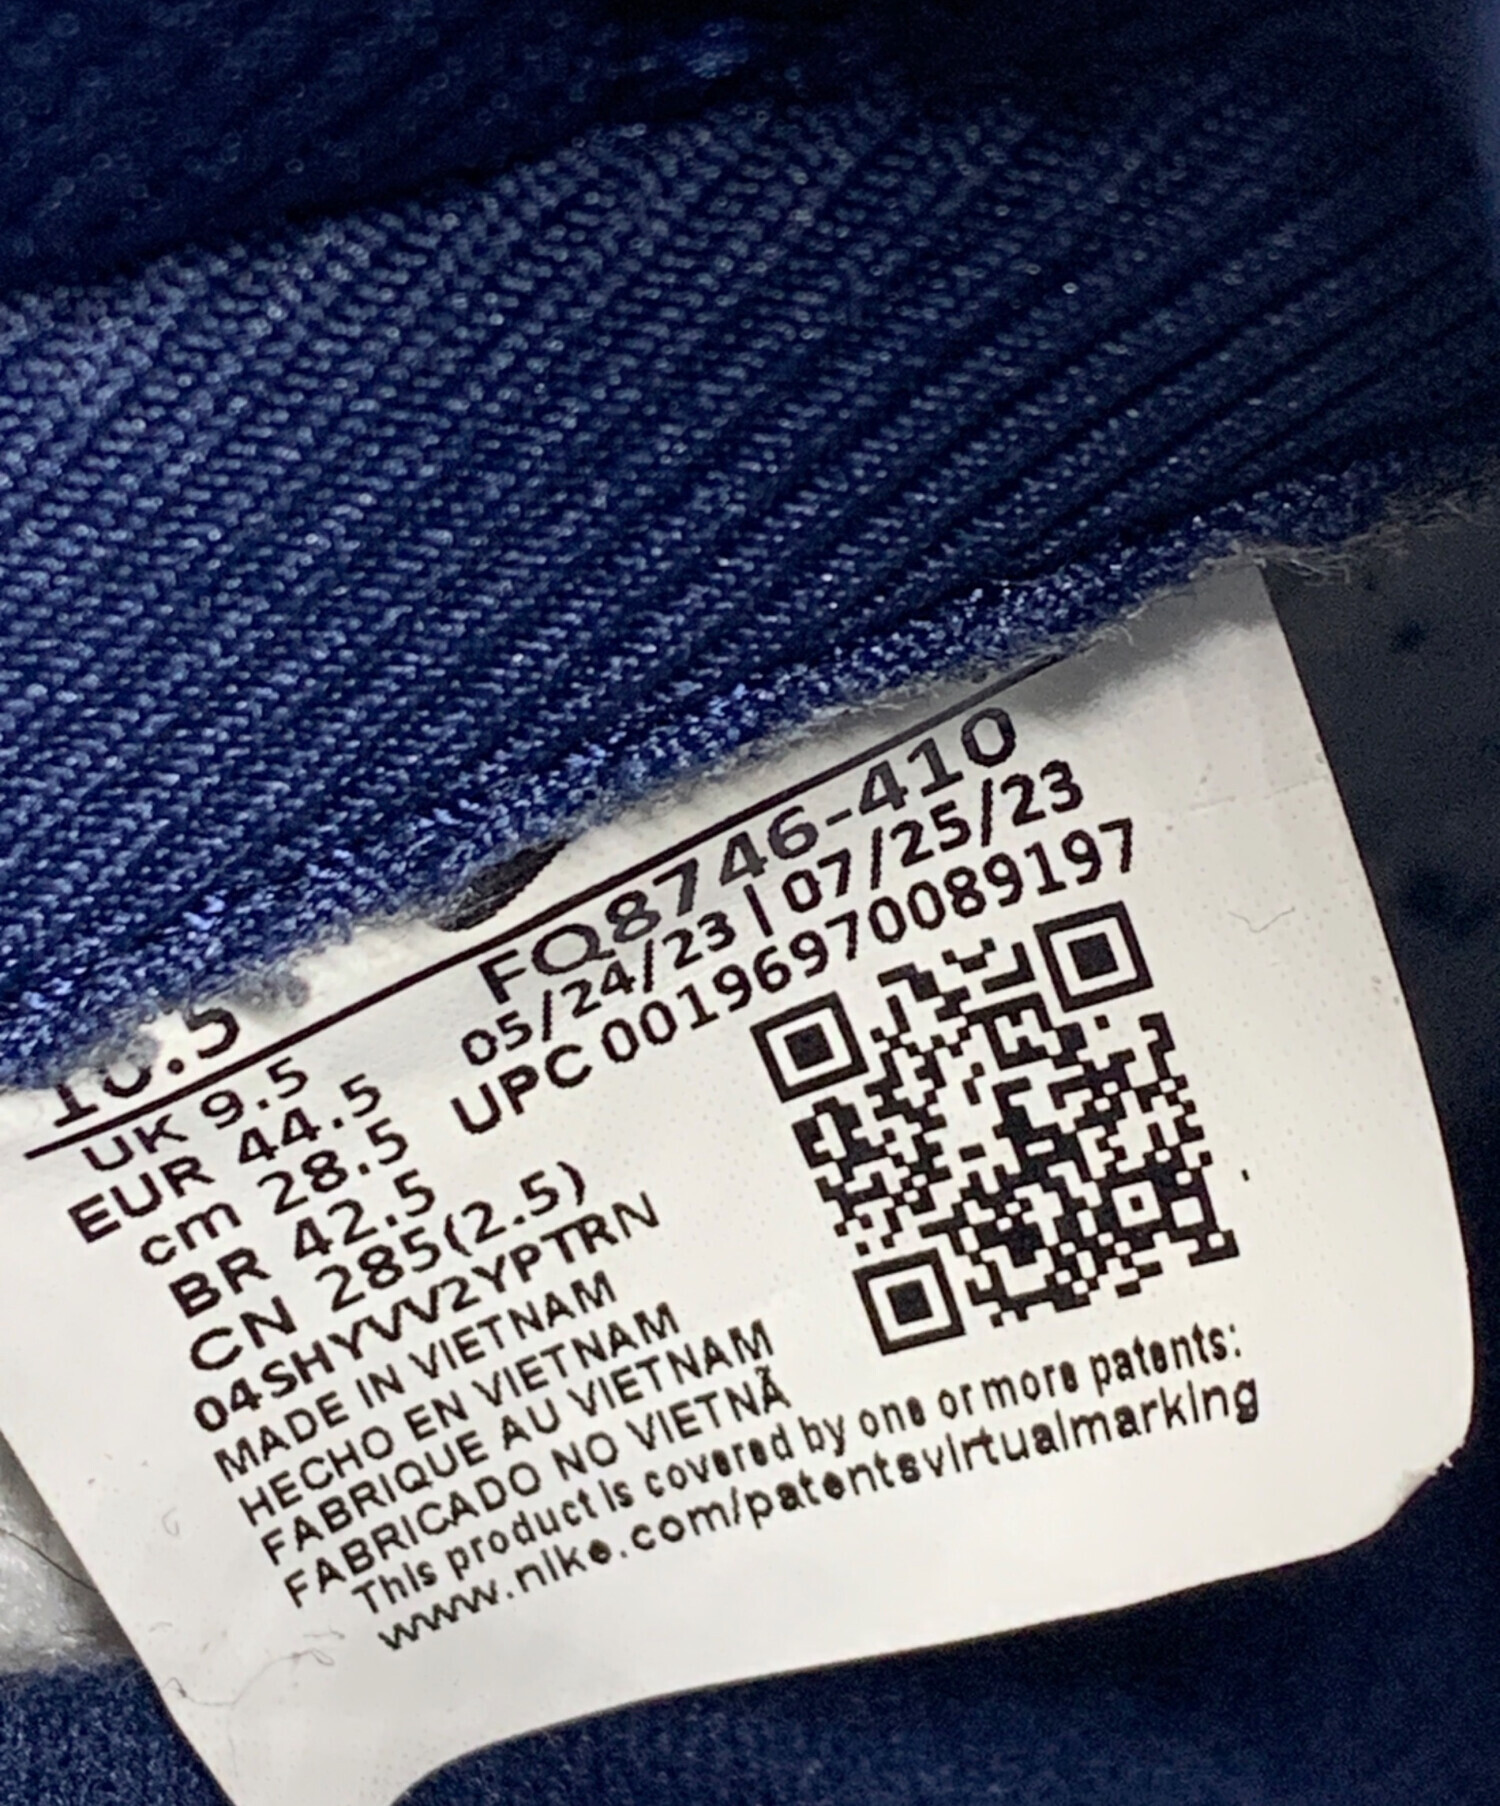 10.5
FQ8746-410
05/24/23 | 07/25/23
UPC 00196970089197
UK 9.5
EUR 44.5
cm 28.5
BR 42.5
CN 285(2.5)
04SHYVV2YPTRN
MADE IN VIETNAM
HECHO EN VIETNAM
FABRIQUE AU VIETNAM
FABRICADO NO VIETNÃ
This product is covered by one or more patents:
www.nike.com/patentsvirtualmarking